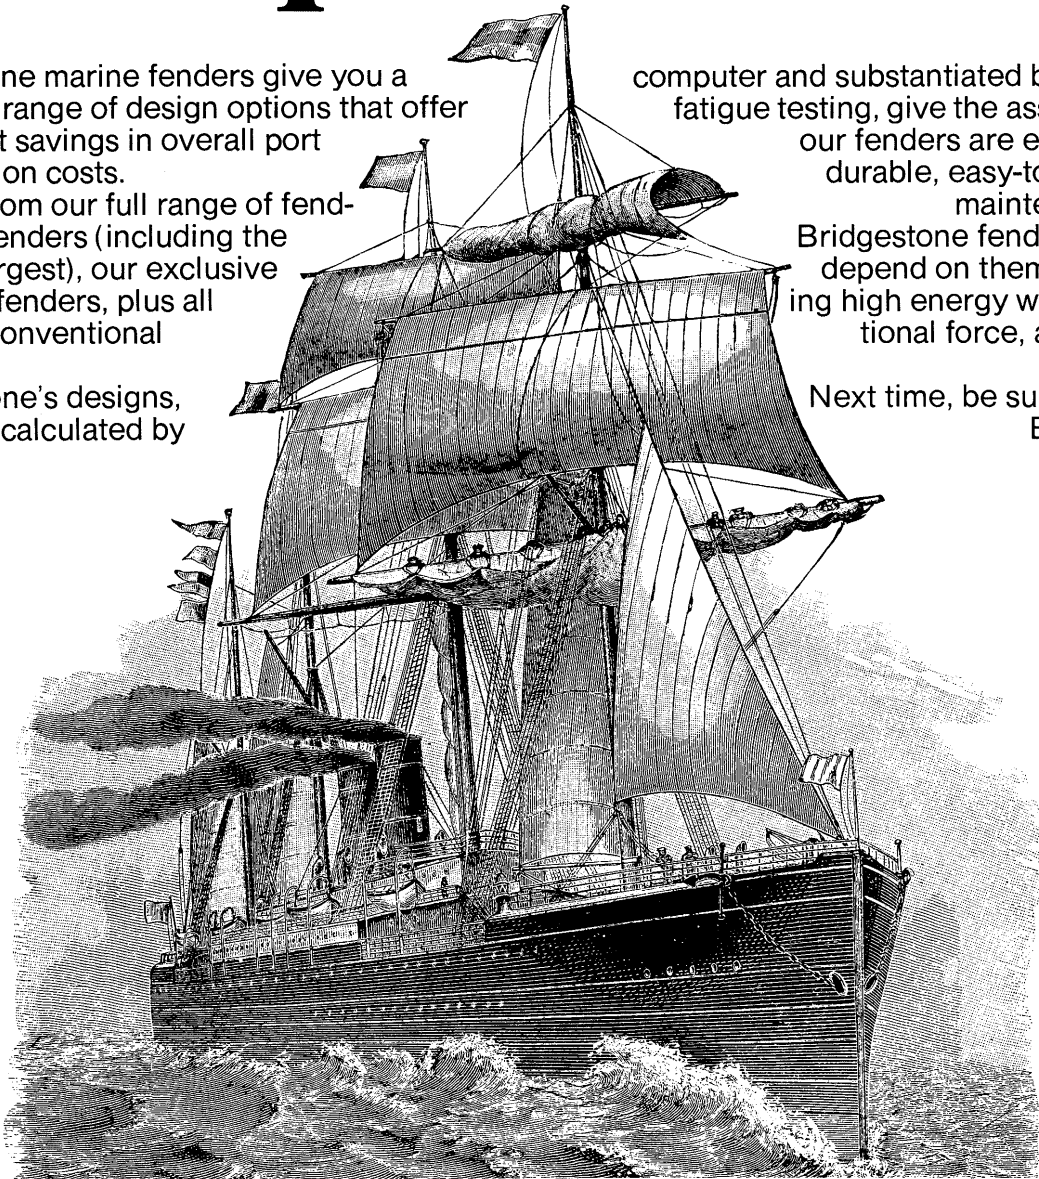 ne marine fenders give you a
range of design options that offer
t savings in overall port
on costs.
om our full range of fend-
enders (including the
rgest), our exclusive
fenders, plus all
onventional
ne's designs,
calculated by
computer and substantiated b
fatigue testing, give the ass
our fenders are e
durable, easy-to
mainte
Bridgestone fend
depend on them
ing high energy w
tional force, a
Next time, be su
B